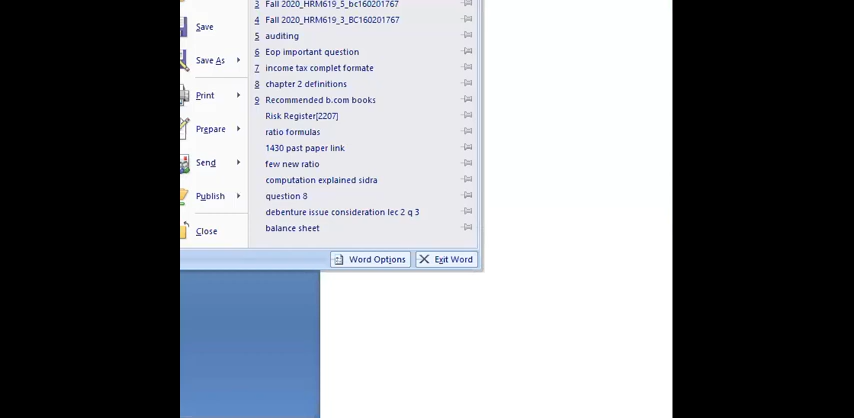 3 Fall 2020_HRM619_5_bc160201767
Save
4 Fall 2020_HRM619_3_BC160201767
5 auditing
6 Eop important question
Save As
7 income tax complet formate
8 chapter 2 definitions
Print
9 Recommended b.com books
Risk Register[2207]
Prepare
ratio formulas
1430 past paper link
Send
few new ratio
computation explained sidra
Publish
question 8
debenture issue consideration lec 2 q 3
Close
balance sheet
Word Options
Exit Word